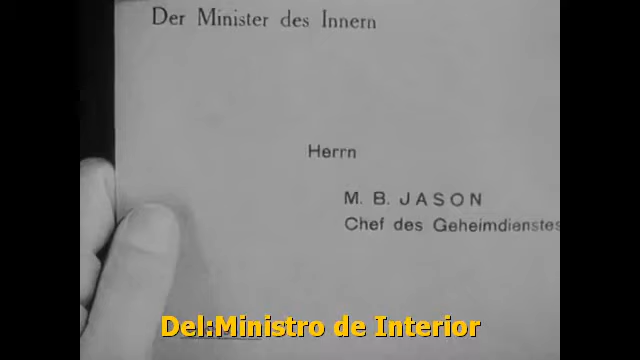 Der Minister des Innern
Herrn
M. B. JASON
Chef des Geheimdienstes
Del:Ministro de Interior